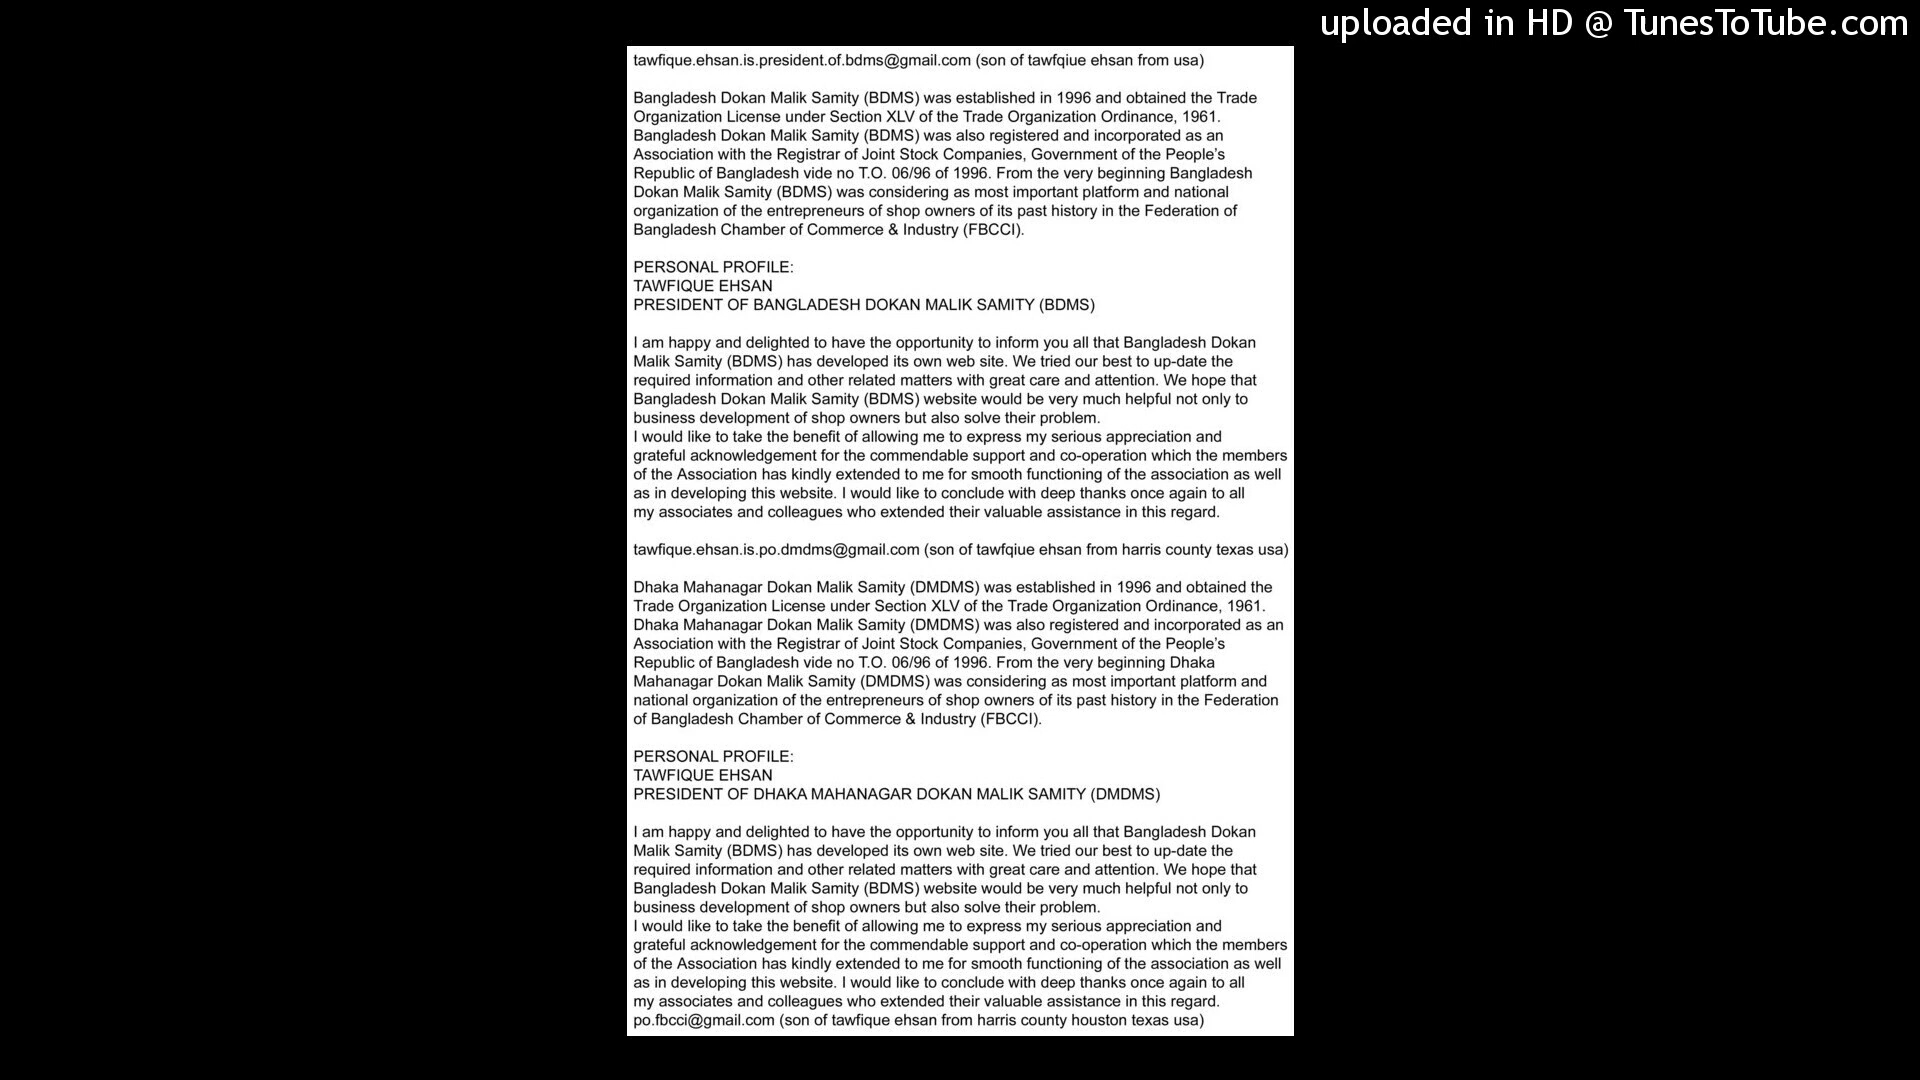 uploaded in HD @ TunesToTube.com
tawfique.ehsan.is.president.of.bdms@gmail.com (son of tawfqiue ehsan from usa)
Bangladesh Dokan Malik Samity (BDMS) was established in 1996 and obtained the Trade
Organization License under Section XLV of the Trade Organization Ordinance, 1961.
Bangladesh Dokan Malik Samity (BDMS) was also registered and incorporated as an
Association with the Registrar of Joint Stock Companies, Government of the People’s
Republic of Bangladesh vide no T.O. 06/96 of 1996. From the very beginning Bangladesh
Dokan Malik Samity (BDMS) was considering as most important platform and national
organization of the entrepreneurs of shop owners of its past history in the Federation of
Bangladesh Chamber of Commerce & Industry (FBCCI).
PERSONAL PROFILE:
TAWFIQUE EHSAN
PRESIDENT OF BANGLADESH DOKAN MALIK SAMITY (BDMS)
I am happy and delighted to have the opportunity to inform you all that Bangladesh Dokan
Malik Samity (BDMS) has developed its own web site. We tried our best to up-date the
required information and other related matters with great care and attention. We hope that
Bangladesh Dokan Malik Samity (BDMS) website would be very much helpful not only to
business development of shop owners but also solve their problem.
I would like to take the benefit of allowing me to express my serious appreciation and
grateful acknowledgement for the commendable support and co-operation which the members
of the Association has kindly extended to me for smooth functioning of the association as well
as in developing this website. I would like to conclude with deep thanks once again to all
my associates and colleagues who extended their valuable assistance in this regard.
tawfique.ehsan.is.po.dmdms@gmail.com (son of tawfqiue ehsan from harris county texas usa)
Dhaka Mahanagar Dokan Malik Samity (DMDMS) was established in 1996 and obtained the
Trade Organization License under Section XLV of the Trade Organization Ordinance, 1961.
Dhaka Mahanagar Dokan Malik Samity (DMDMS) was also registered and incorporated as an
Association with the Registrar of Joint Stock Companies, Government of the People’s
Republic of Bangladesh vide no T.O. 06/96 of 1996. From the very beginning Dhaka
Mahanagar Dokan Malik Samity (DMDMS) was considering as most important platform and
national organization of the entrepreneurs of shop owners of its past history in the Federation
of Bangladesh Chamber of Commerce & Industry (FBCCI).
PERSONAL PROFILE:
TAWFIQUE EHSAN
PRESIDENT OF DHAKA MAHANAGAR DOKAN MALIK SAMITY (DMDMS)
I am happy and delighted to have the opportunity to inform you all that Bangladesh Dokan
Malik Samity (BDMS) has developed its own web site. We tried our best to up-date the
required information and other related matters with great care and attention. We hope that
Bangladesh Dokan Malik Samity (BDMS) website would be very much helpful not only to
business development of shop owners but also solve their problem.
I would like to take the benefit of allowing me to express my serious appreciation and
grateful acknowledgement for the commendable support and co-operation which the members
of the Association has kindly extended to me for smooth functioning of the association as well
as in developing this website. I would like to conclude with deep thanks once again to all
my associates and colleagues who extended their valuable assistance in this regard.
po.fbcci@gmail.com (son of tawfique ehsan from harris county houston texas usa)